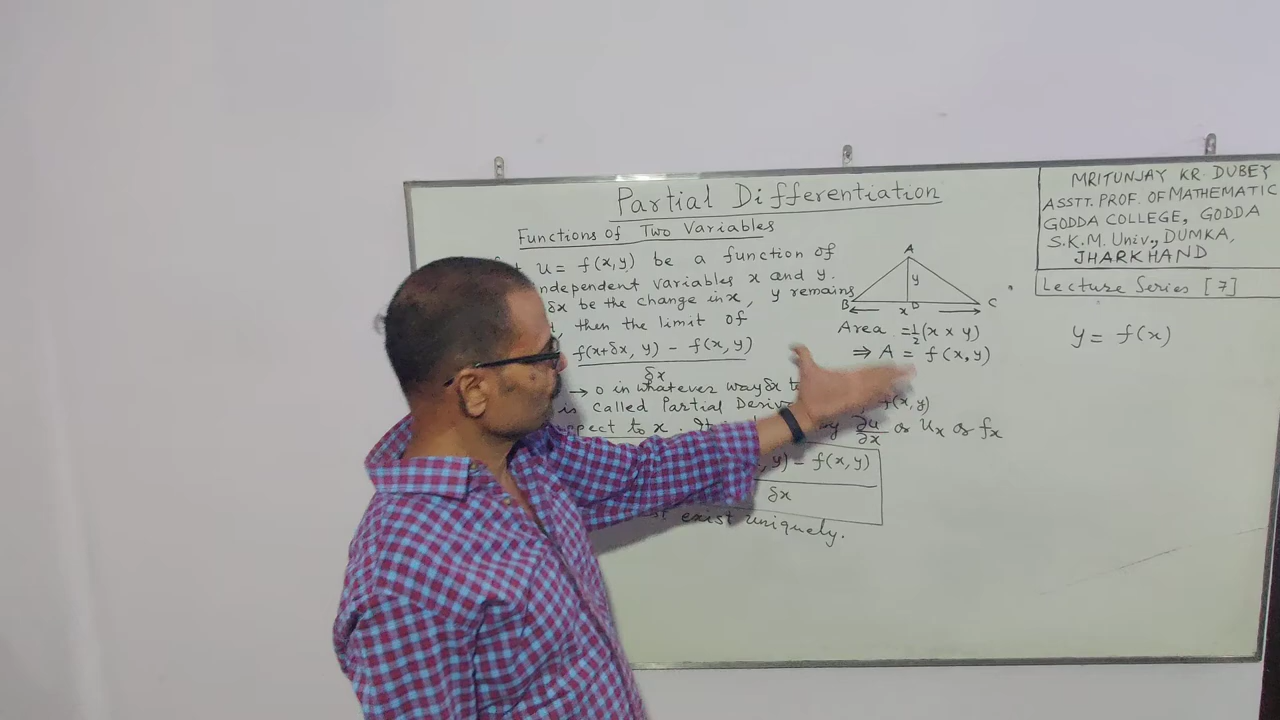 Partial Differentiation
Functions of Two Variables
u = f(x,y) be a function of
independent variables x and y.
δx be the change in x, y remains
, then the limit of
f(x+δx, y) - f(x,y)
δx
→ 0 in whatever way δx
is called Partial
respect to x.
f(x,y)
∂u/∂x or ux or fx
y) - f(x,y)
δx
exist uniquely.
A
y
B
D
C
x
Area = 1/2 (x × y)
⇒ A = f(x,y)
MRITUNJAY KR. DUBEY
ASSTT. PROF. OF MATHEMATIC
GODDA COLLEGE, GODDA
S.K.M. Univ., DUMKA,
JHARKHAND
Lecture Series [7]
y = f(x)